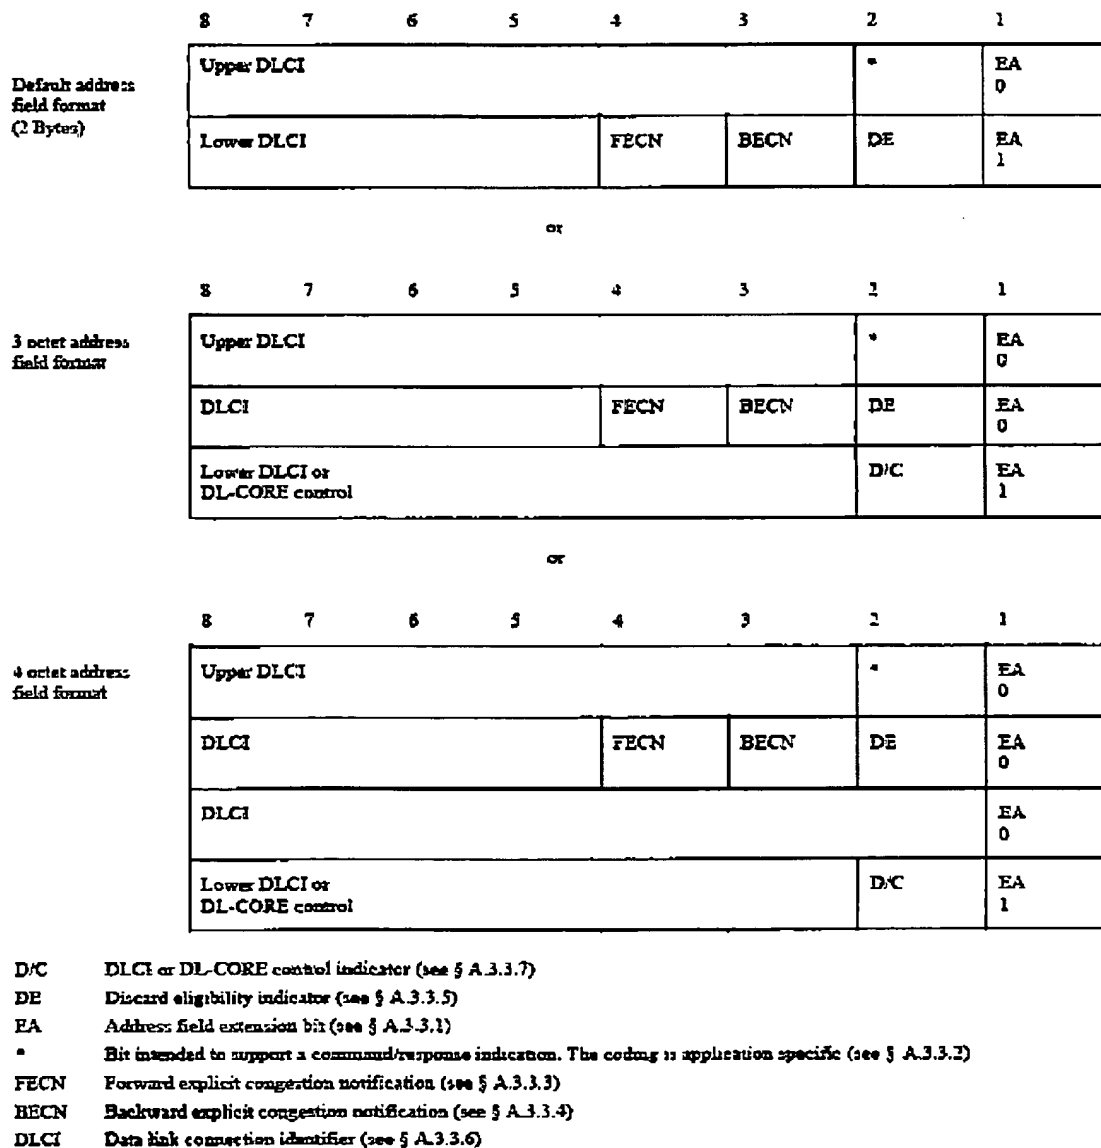 8 7 6 5 4 3 2 1
Default address
field format
(2 Bytes)
Upper DLCI * EA
0
Lower DLCI FECN BECN DE EA
1
or
8 7 6 5 4 3 2 1
3 octet address
field format
Upper DLCI * EA
0
DLCI FECN BECN DE EA
0
Lower DLCI or D/C EA
DL-CORE control 1
or
8 7 6 5 4 3 2 1
4 octet address
field format
Upper DLCI * EA
0
DLCI FECN BECN DE EA
0
DLCI EA
0
Lower DLCI or D/C EA
DL-CORE control 1
D/C DLCI or DL-CORE control indicator (see § A.3.3.7)
DE Discard eligibility indicator (see § A.3.3.5)
EA Address field extension bit (see § A.3.3.1)
* Bit intended to support a command/response indication. The coding is application specific (see § A.3.3.2)
FECN Forward explicit congestion notification (see § A.3.3.3)
BECN Backward explicit congestion notification (see § A.3.3.4)
DLCI Data link connection identifier (see § A.3.3.6)